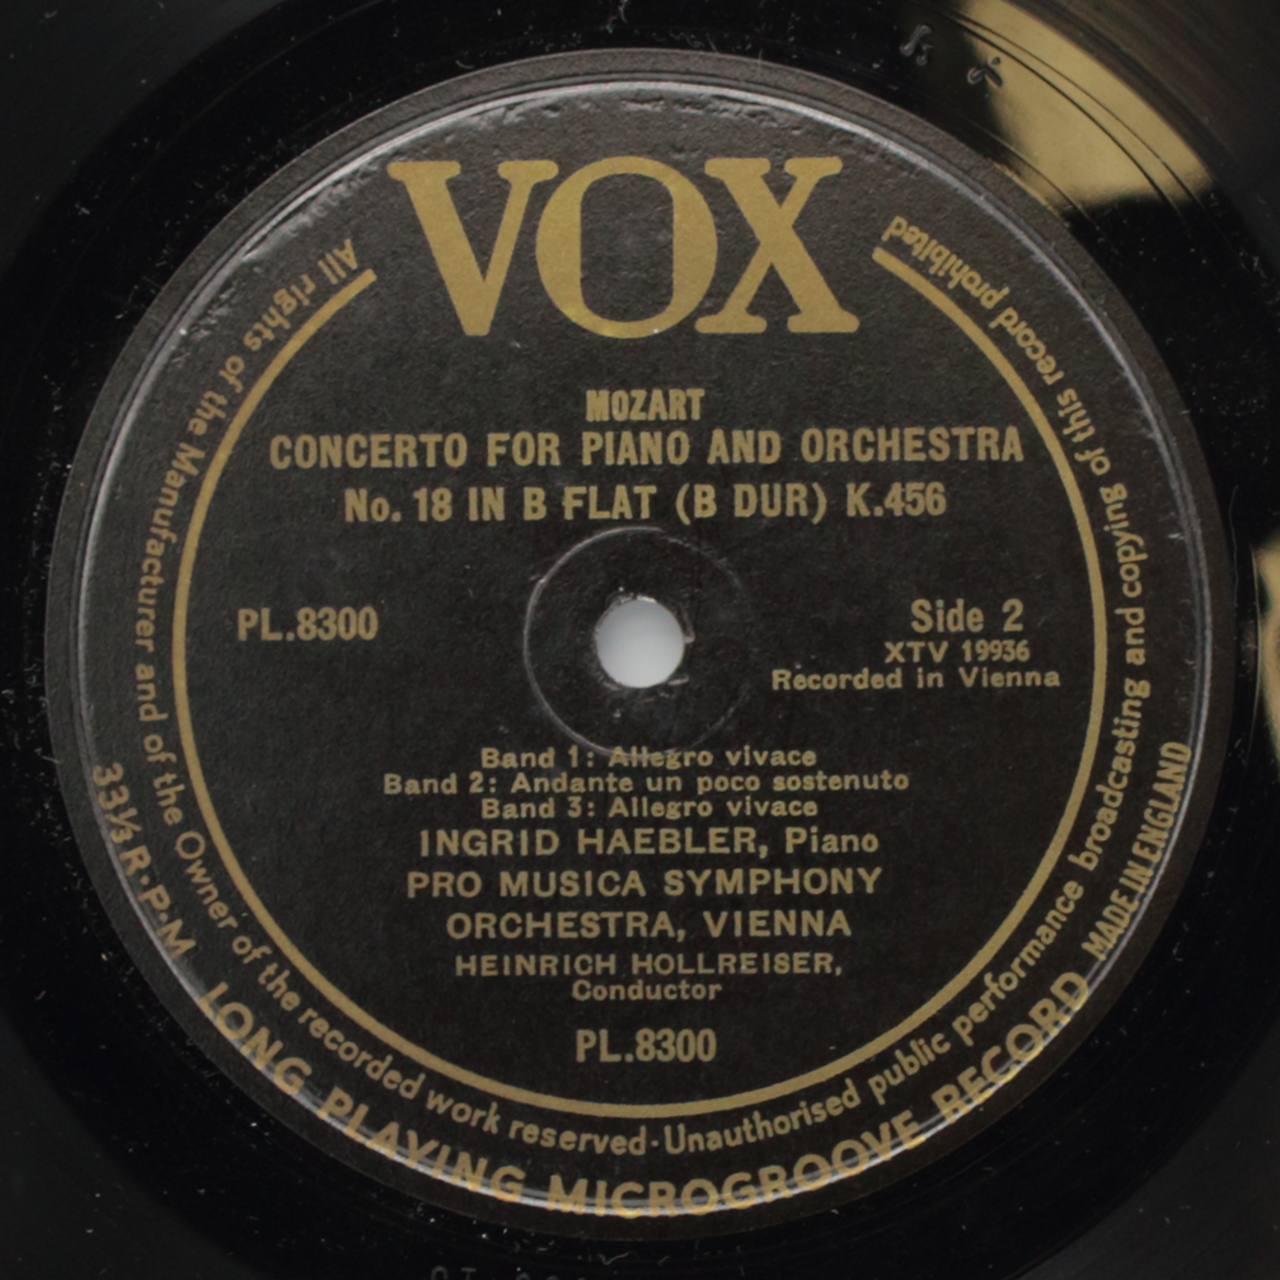 VOX
MOZART
CONCERTO FOR PIANO AND ORCHESTRA
No. 18 IN B FLAT (B DUR) K.456
PL.8300
Side 2
XTV 19936
Recorded in Vienna
Band 1: Allegro vivace
Band 2: Andante un poco sostenuto
Band 3: Allegro vivace
INGRID HAEBLER, Piano
PRO MUSICA SYMPHONY
ORCHESTRA, VIENNA
HEINRICH HOLLREISER,
Conductor
PL.8300
All rights of the Manufacturer and of the Owner of the recorded work reserved·Unauthorised public performance broadcasting and copying of this record prohibited
33⅓ R·P·M LONG PLAYING MICROGROOVE RECORD MADE IN ENGLAND